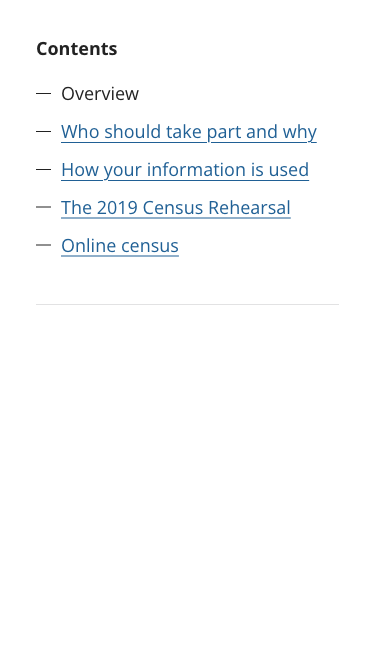 Contents
— Overview
— Who should take part and why
— How your information is used
— The 2019 Census Rehearsal
— Online census